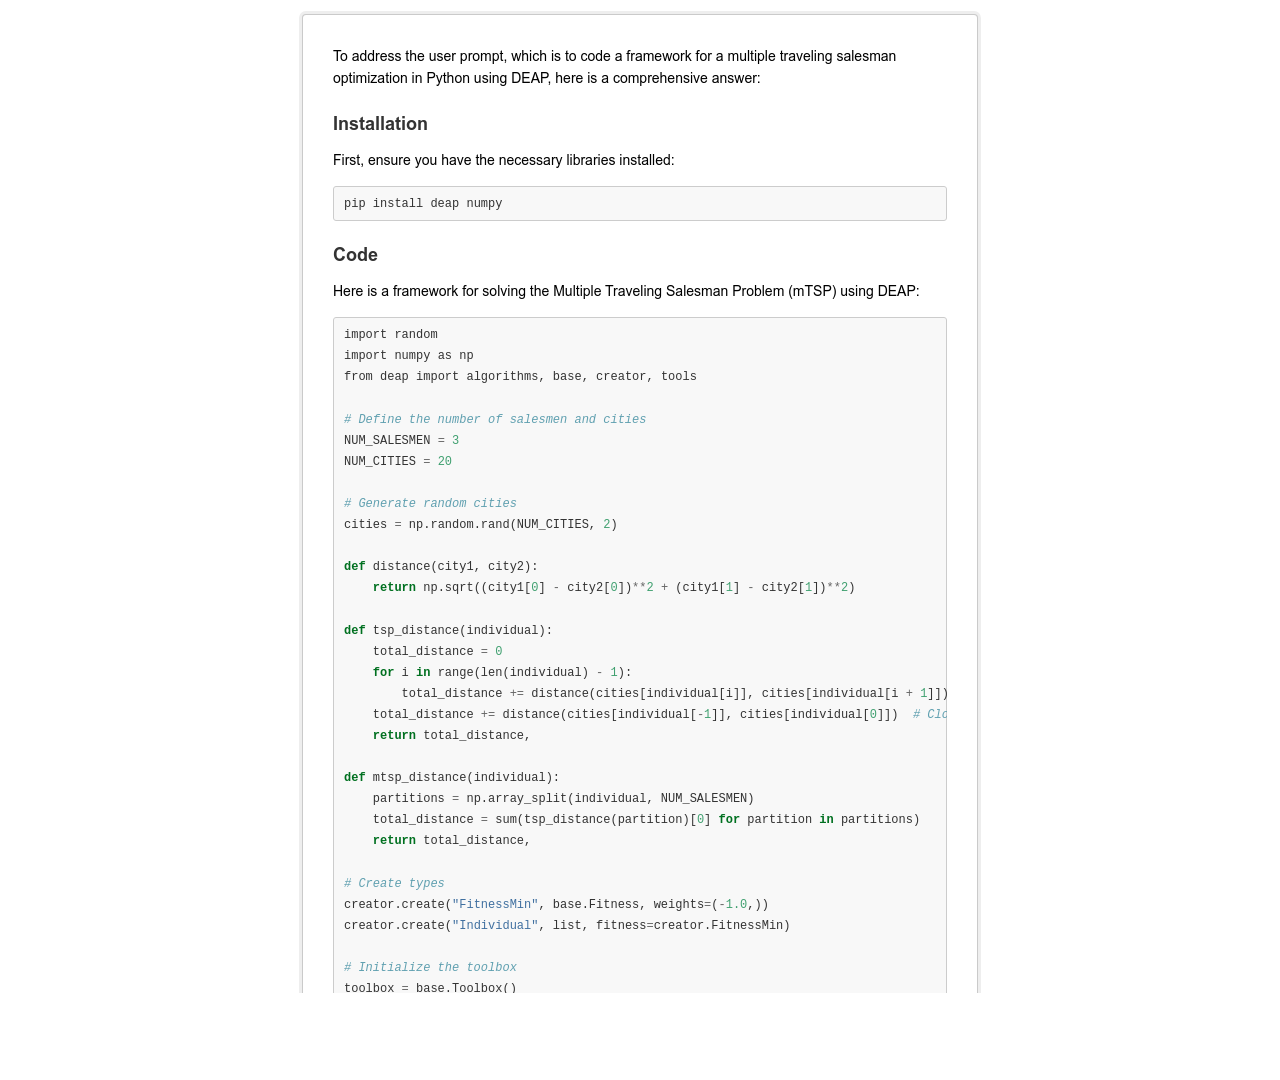 To address the user prompt, which is to code a framework for a multiple traveling salesman
optimization in Python using DEAP, here is a comprehensive answer:
Installation
First, ensure you have the necessary libraries installed:
pip install deap numpy
Code
Here is a framework for solving the Multiple Traveling Salesman Problem (mTSP) using DEAP:
import random
import numpy as np
from deap import algorithms, base, creator, tools
# Define the number of salesmen and cities
NUM_SALESMEN = 3
NUM_CITIES = 20
# Generate random cities
cities = np.random.rand(NUM_CITIES, 2)
def distance(city1, city2):
    return np.sqrt((city1[0] - city2[0])**2 + (city1[1] - city2[1])**2)
def tsp_distance(individual):
    total_distance = 0
    for i in range(len(individual) - 1):
        total_distance += distance(cities[individual[i]], cities[individual[i + 1]])
    total_distance += distance(cities[individual[-1]], cities[individual[0]])  # Clo
    return total_distance,
def mtsp_distance(individual):
    partitions = np.array_split(individual, NUM_SALESMEN)
    total_distance = sum(tsp_distance(partition)[0] for partition in partitions)
    return total_distance,
# Create types
creator.create("FitnessMin", base.Fitness, weights=(-1.0,))
creator.create("Individual", list, fitness=creator.FitnessMin)
# Initialize the toolbox
toolbox = base.Toolbox()